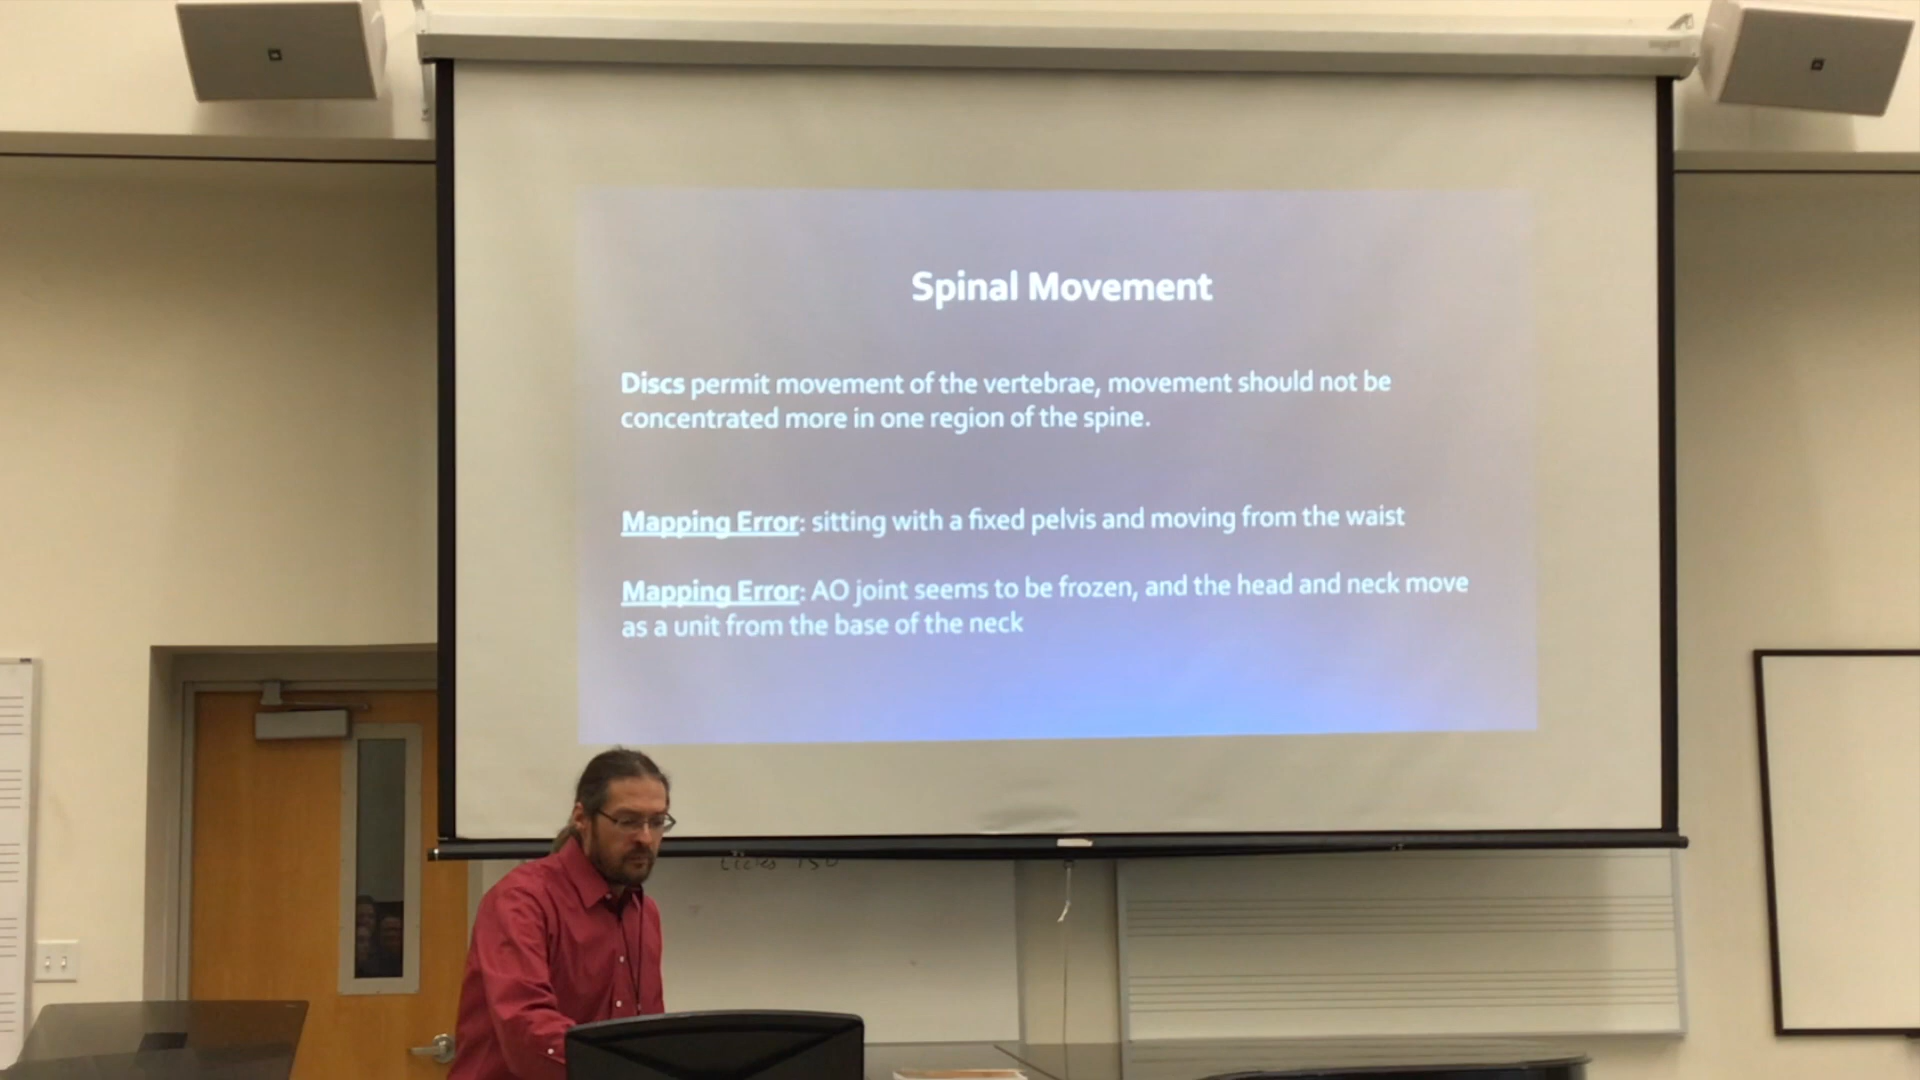 Spinal Movement
Discs permit movement of the vertebrae, movement should not be
concentrated more in one region of the spine.
Mapping Error: sitting with a fixed pelvis and moving from the waist
Mapping Error: AO joint seems to be frozen, and the head and neck move
as a unit from the base of the neck